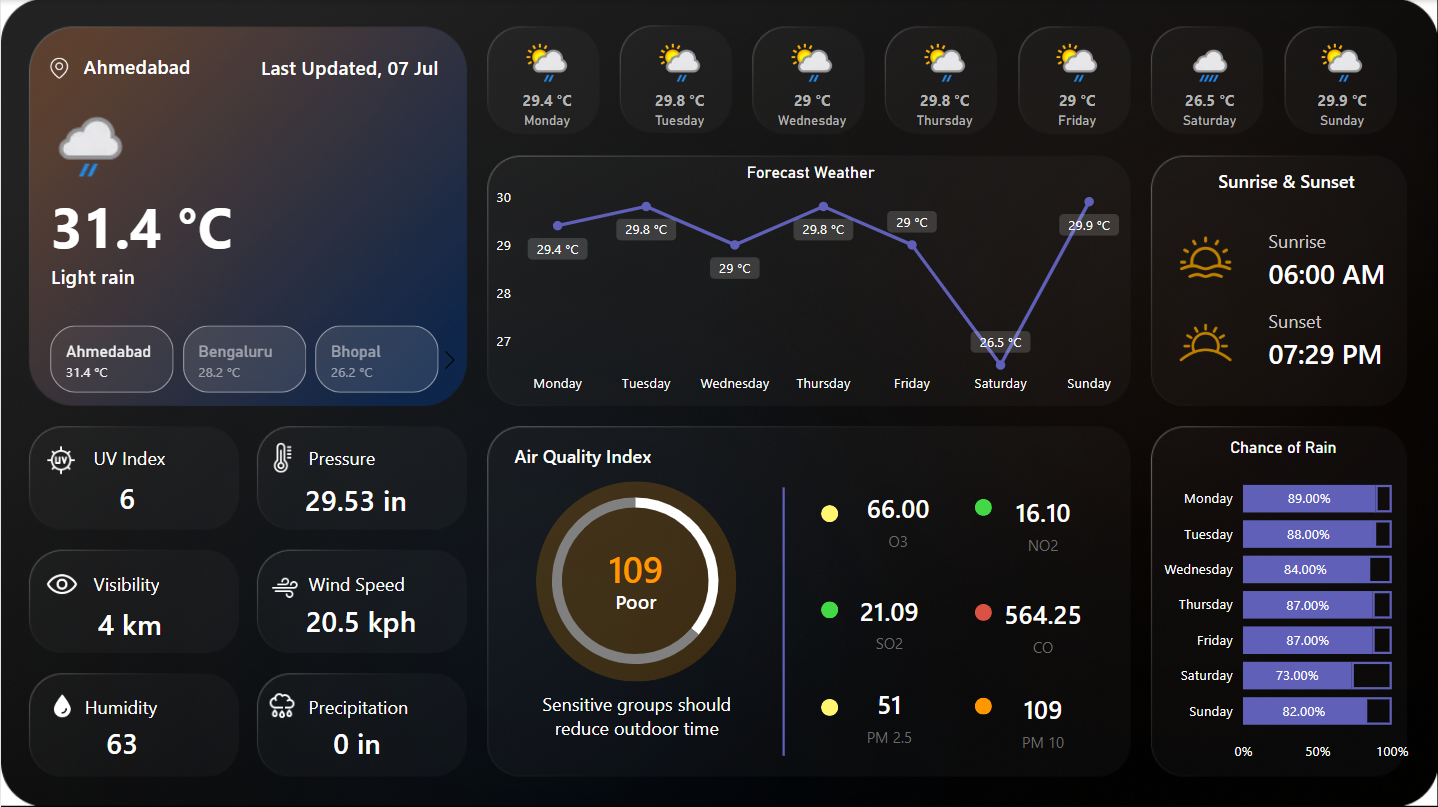 Ahmedabad
Last Updated, 07 Jul
31.4 °C
Light rain
Ahmedabad
31.4 °C
Bengaluru
28.2 °C
Bhopal
26.2 °C
29.4 °C
Monday
29.8 °C
Tuesday
29 °C
Wednesday
29.8 °C
Thursday
29 °C
Friday
26.5 °C
Saturday
29.9 °C
Sunday
Forecast Weather
30
29
28
27
29.4 °C
29.8 °C
29 °C
29.8 °C
29 °C
26.5 °C
29.9 °C
Monday
Tuesday
Wednesday
Thursday
Friday
Saturday
Sunday
Sunrise & Sunset
Sunrise
06:00 AM
Sunset
07:29 PM
UV
UV Index
6
Pressure
29.53 in
Visibility
4 km
Wind Speed
20.5 kph
Humidity
63
Precipitation
0 in
Air Quality Index
109
Poor
Sensitive groups should
reduce outdoor time
66.00
O3
16.10
NO2
21.09
SO2
564.25
CO
51
PM 2.5
109
PM 10
Chance of Rain
Monday 89.00%
Tuesday 88.00%
Wednesday 84.00%
Thursday 87.00%
Friday 87.00%
Saturday 73.00%
Sunday 82.00%
0% 50% 100%